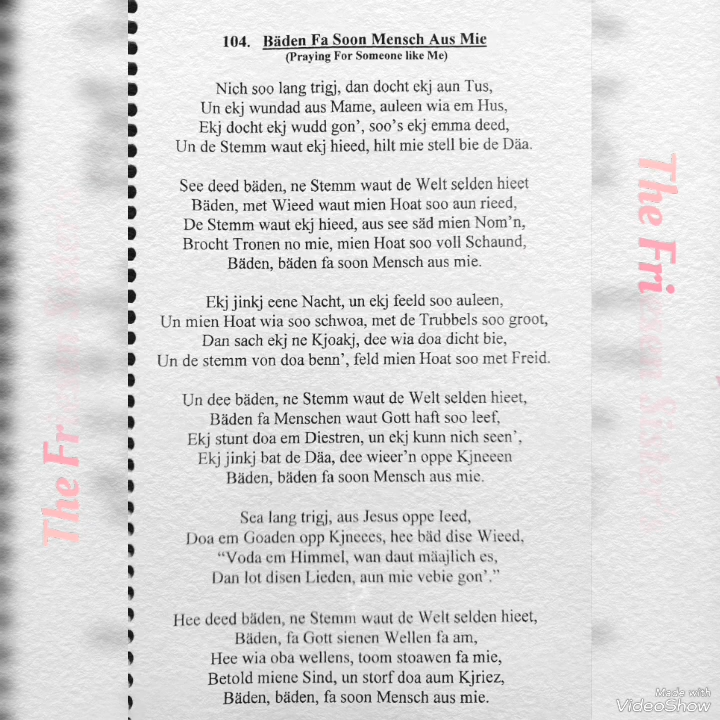 104. Bäden Fa Soon Mensch Aus Mie
(Praying For Someone like Me)
Nich soo lang trigj, dan docht ekj aun Tus,
Un ekj wundad aus Mame, auleen wia em Hus,
Ekj docht ekj wudd gon', soo's ekj emma deed,
Un de Stemm waut ekj hieed, hilt mie stell bie de Däa.
See deed bäden, ne Stemm waut de Welt selden hieet
Bäden, met Wieed waut mien Hoat soo aun rieed,
De Stemm waut ekj hieed, aus see säd mien Nom'n,
Brocht Tronen no mie, mien Hoat soo voll Schaund,
Bäden, bäden fa soon Mensch aus mie.
Ekj jinkj eene Nacht, un ekj feeld soo auleen,
Un mien Hoat wia soo schwoa, met de Trubbels soo groot,
Dan sach ekj ne Kjoakj, dee wia doa dicht bie,
Un de stemm von doa benn', feld mien Hoat soo met Freid.
Un dee bäden, ne Stemm waut de Welt selden hieet,
Bäden fa Menschen waut Gott haft soo leef,
Ekj stunt doa em Diestren, un ekj kunn nich seen',
Ekj jinkj bat de Däa, dee wieer'n oppe Kjneeen
Bäden, bäden fa soon Mensch aus mie.
Sea lang trigj, aus Jesus oppe Ieed,
Doa em Goaden opp Kjneees, hee bäd dise Wieed,
"Voda em Himmel, wan daut mäajlich es,
Dan lot disen Lieden, aun mie vebie gon'."
Hee deed bäden, ne Stemm waut de Welt selden hieet,
Bäden, fa Gott sienen Wellen fa am,
Hee wia oba wellens, toom stoawen fa mie,
Betold miene Sind, un storf doa aum Kjriez,
Bäden, bäden, fa soon Mensch aus mie.
The Fr
The Fri
Made with
VideoShow